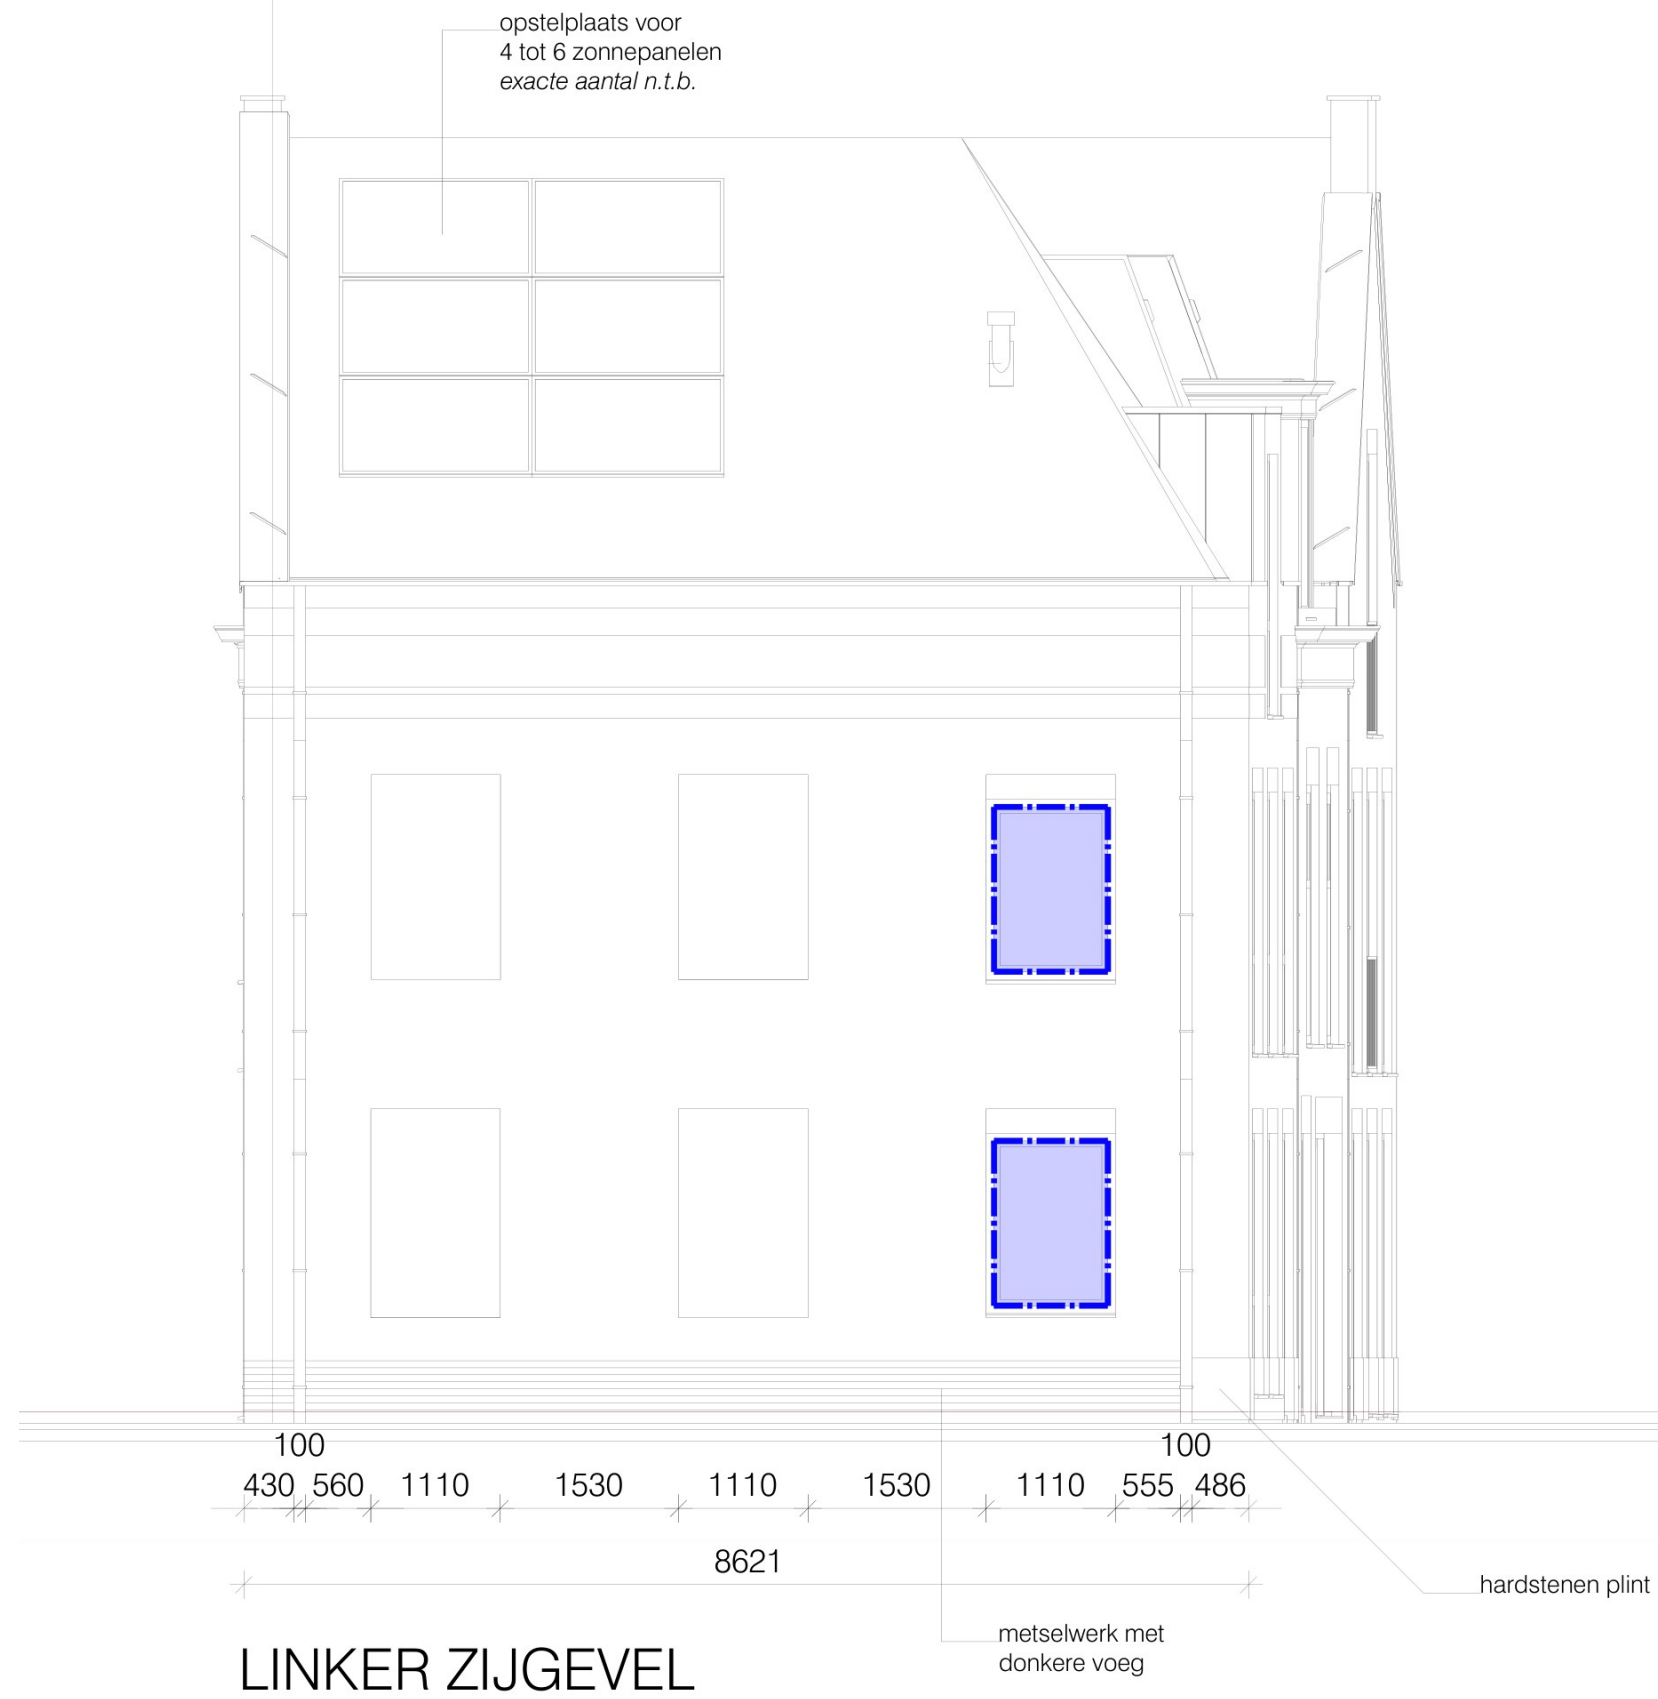 opstelplaats voor
4 tot 6 zonnepanelen
exacte aantal n.t.b.
100 100
430 560 1110 1530 1110 1530 1110 555 486
8621
hardstenen plint
metselwerk met
donkere voeg
LINKER ZIJGEVEL